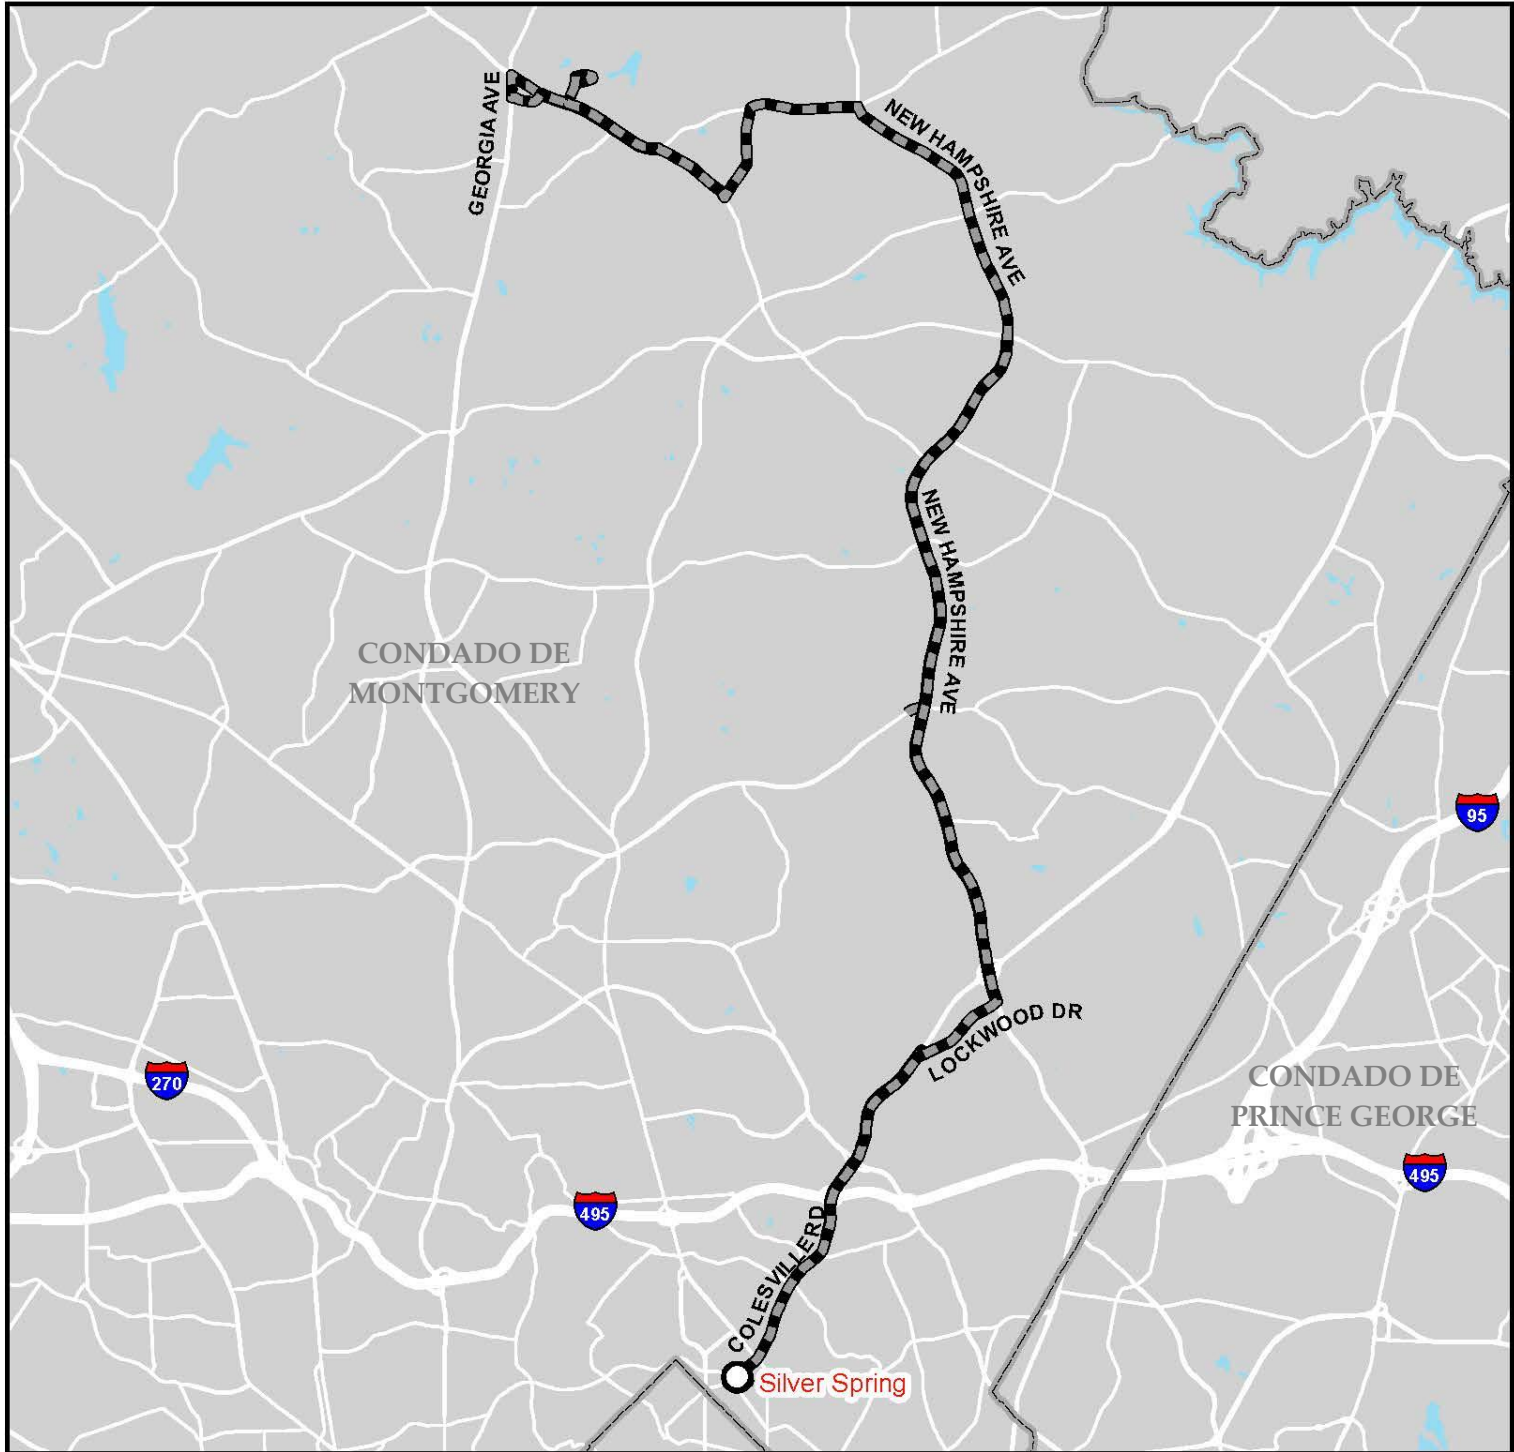 GEORGIA AVE
NEW HAMPSHIRE AVE
NEW HAMPSHIRE AVE
CONDADO DE
MONTGOMERY
95
LOCKWOOD DR
270
CONDADO DE
PRINCE GEORGE
495
495
COLESVILLE RD
Silver Spring